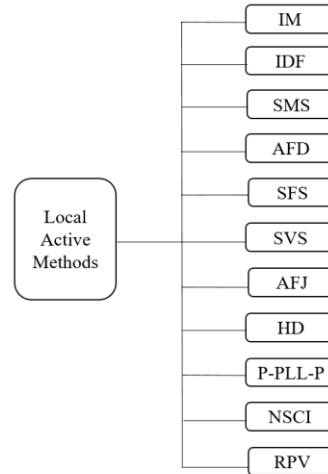 IM
IDF
SMS
AFD
SFS
Local
Active
Methods
SVS
AFJ
HD
P-PLL-P
NSCI
RPV